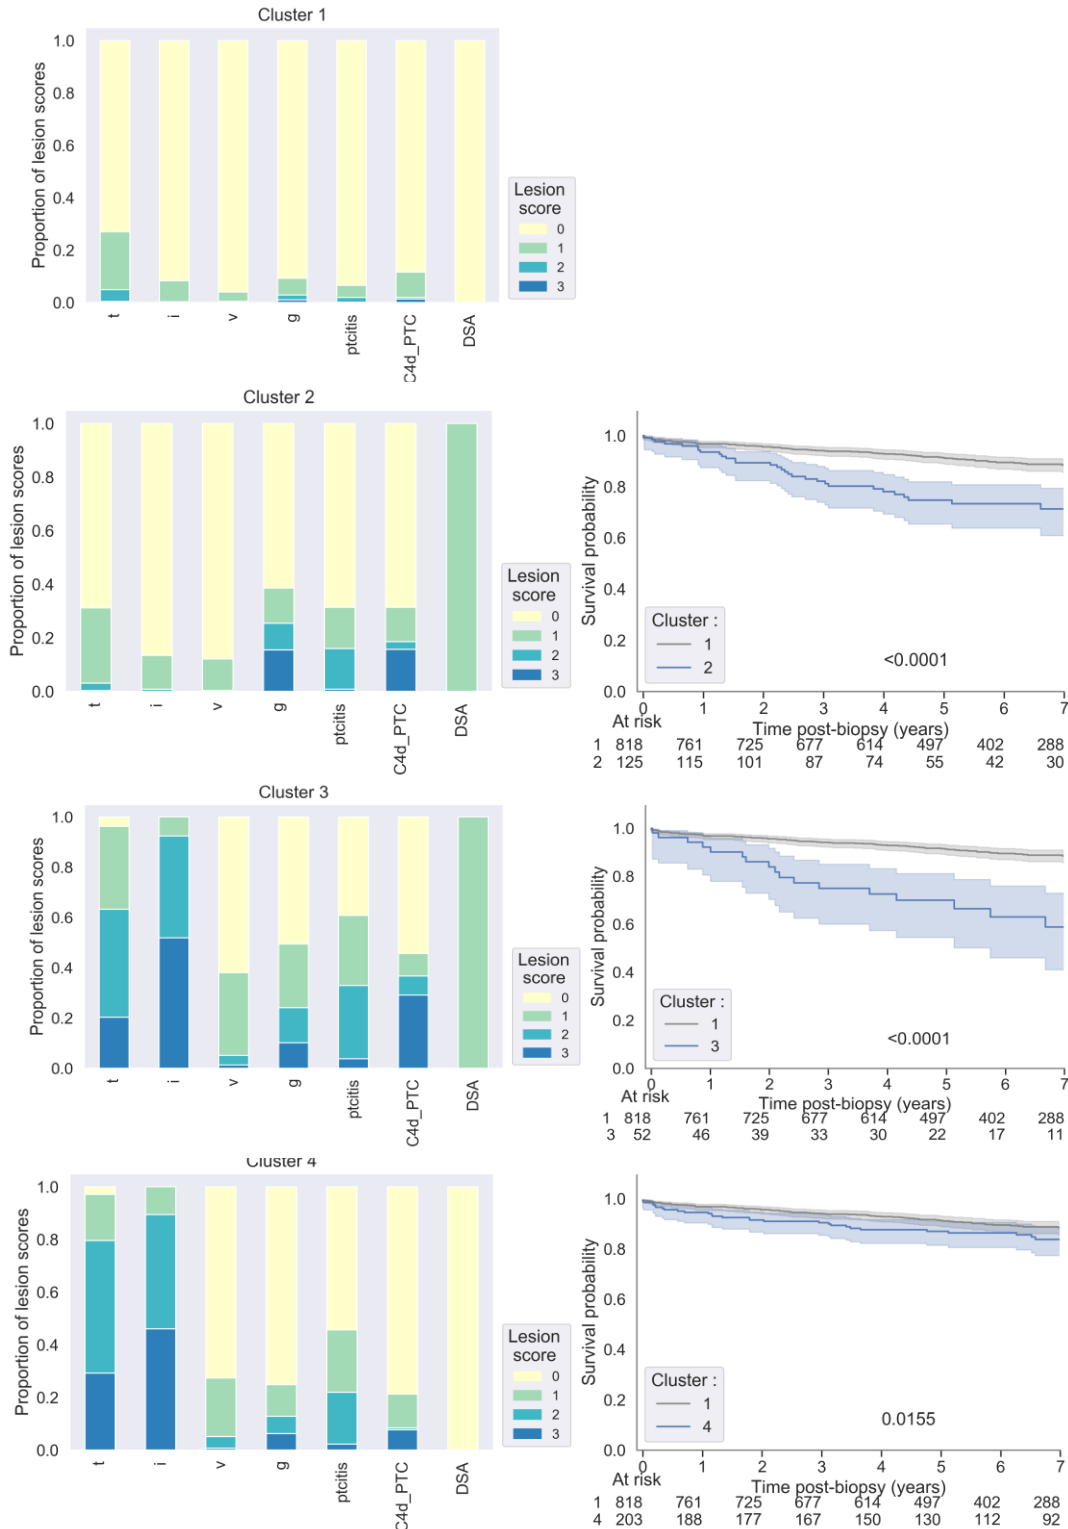 Cluster 1
Proportion of lesion scores
1.0
0.8
0.6
0.4
0.2
0.0
t
i
v
g
ptcitis
C4d_PTC
DSA
Lesion
score
0
1
2
3
Cluster 2
Proportion of lesion scores
1.0
0.8
0.6
0.4
0.2
0.0
t
i
v
g
ptcitis
C4d_PTC
DSA
Lesion
score
0
1
2
3
Survival probability
1.0
0.8
0.6
0.4
0.2
0.0
Cluster :
1
2
<0.0001
0 1 2 3 4 5 6 7
At risk
Time post-biopsy (years)
1 818 761 725 677 614 497 402 288
2 125 115 101 87 74 55 42 30
Cluster 3
Proportion of lesion scores
1.0
0.8
0.6
0.4
0.2
0.0
t
i
v
g
ptcitis
C4d_PTC
DSA
Lesion
score
0
1
2
3
Survival probability
1.0
0.8
0.6
0.4
0.2
0.0
Cluster :
1
3
<0.0001
0 1 2 3 4 5 6 7
At risk
Time post-biopsy (years)
1 818 761 725 677 614 497 402 288
3 52 46 39 33 30 22 17 11
Cluster 4
Proportion of lesion scores
1.0
0.8
0.6
0.4
0.2
0.0
t
i
v
g
ptcitis
C4d_PTC
DSA
Lesion
score
0
1
2
3
Survival probability
1.0
0.8
0.6
0.4
0.2
0.0
Cluster :
1
4
0.0155
0 1 2 3 4 5 6 7
At risk
Time post-biopsy (years)
1 818 761 725 677 614 497 402 288
4 203 188 177 167 150 130 112 92